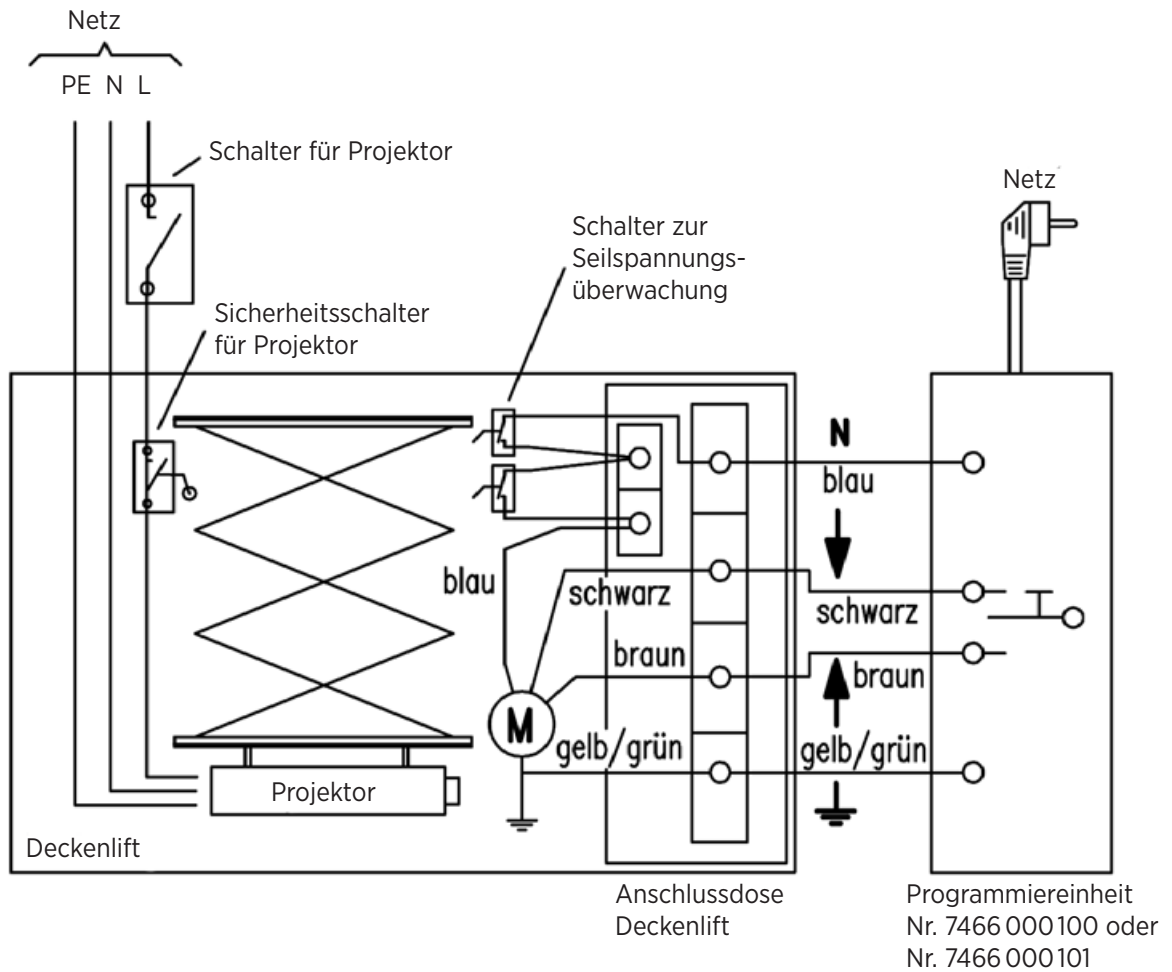 Netz
PE N L
Schalter für Projektor
Netz
Schalter zur
Seilspannungs-
überwachung
Sicherheitsschalter
für Projektor
N
blau
blau
schwarz
schwarz
braun
braun
M
gelb/grün
gelb/grün
Projektor
Deckenlift
Anschlussdose
Deckenlift
Programmiereinheit
Nr. 7466 000 100 oder
Nr. 7466 000 101